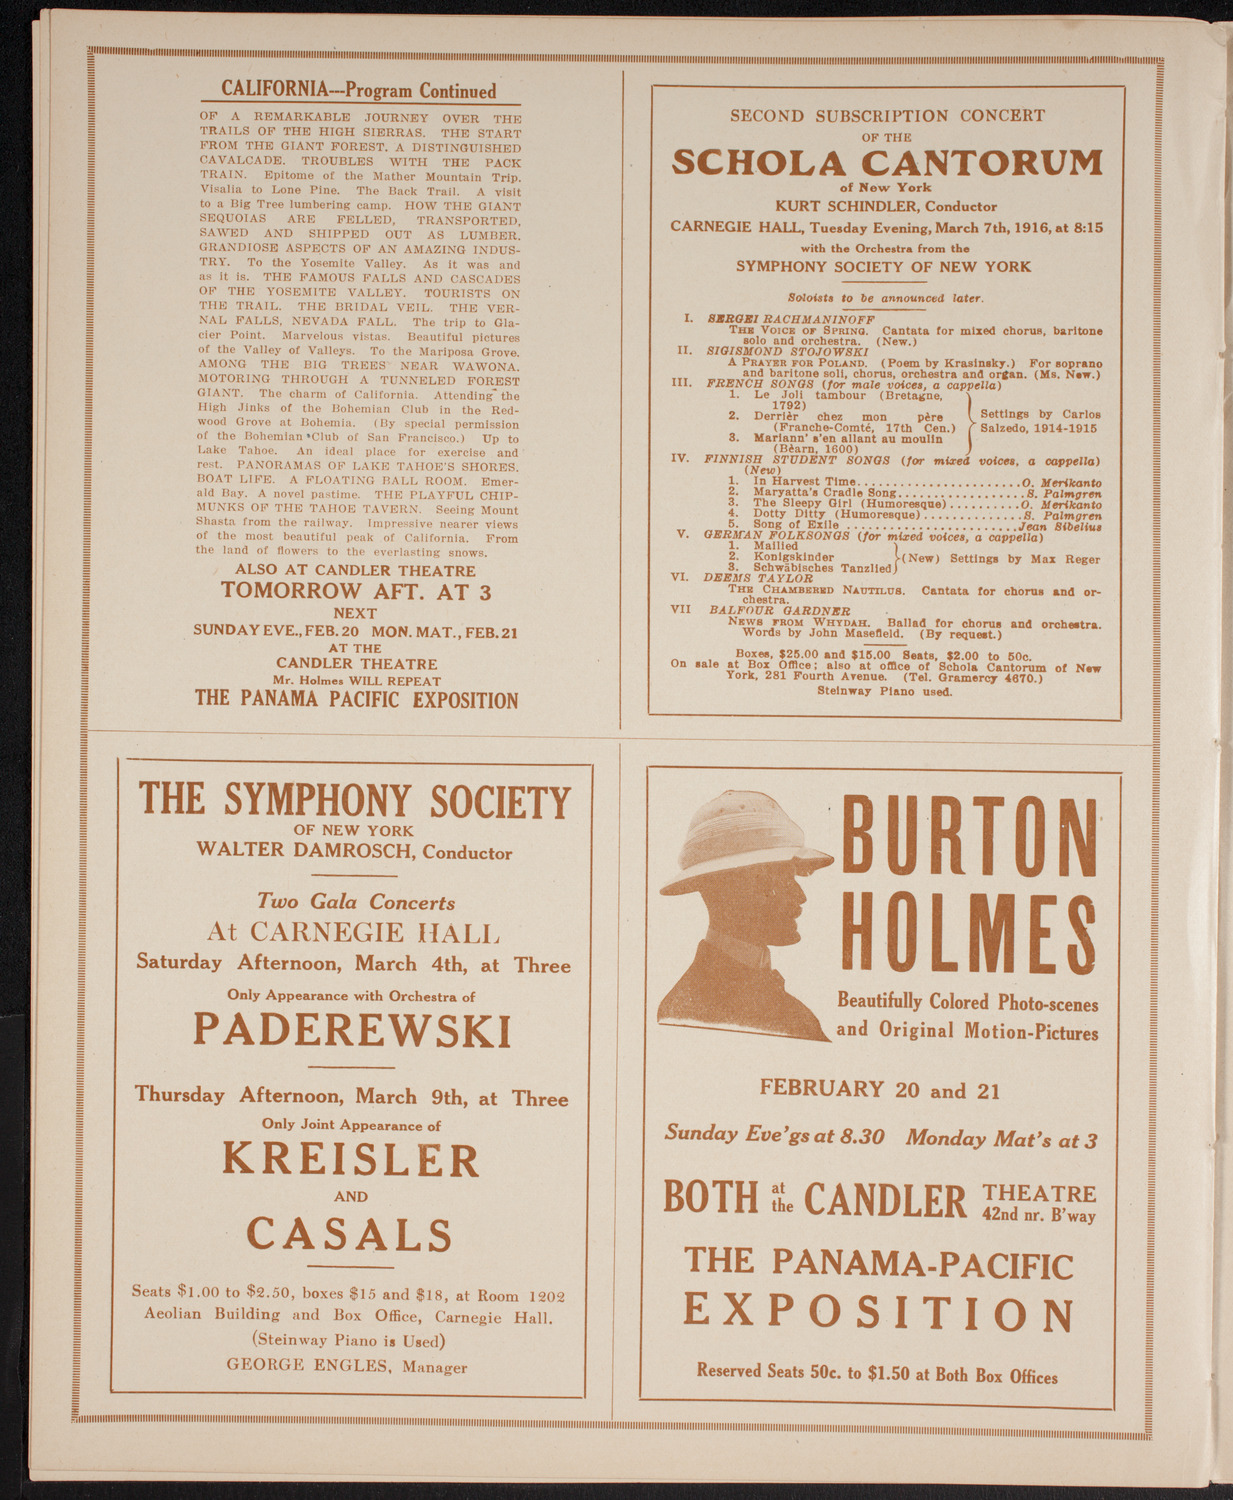 CALIFORNIA---Program Continued
OF A REMARKABLE JOURNEY OVER THE
TRAILS OF THE HIGH SIERRAS. THE START
FROM THE GIANT FOREST. A DISTINGUISHED
CAVALCADE. TROUBLES WITH THE PACK
TRAIN. Epitome of the Mather Mountain Trip.
Visalia to Lone Pine. The Back Trail. A visit
to a Big Tree lumbering camp. HOW THE GIANT
SEQUOIAS ARE FELLED, TRANSPORTED,
SAWED AND SHIPPED OUT AS LUMBER.
GRANDIOSE ASPECTS OF AN AMAZING INDUS-
TRY. To the Yosemite Valley. As it was and
as it is. THE FAMOUS FALLS AND CASCADES
OF THE YOSEMITE VALLEY. TOURISTS ON
THE TRAIL. THE BRIDAL VEIL. THE VER-
NAL FALLS, NEVADA FALL. The trip to Gla-
cier Point. Marvelous vistas. Beautiful pictures
of the Valley of Valleys. To the Mariposa Grove.
AMONG THE BIG TREES NEAR WAWONA.
MOTORING THROUGH A TUNNELED FOREST
GIANT. The charm of California. Attending the
High Jinks of the Bohemian Club in the Red-
wood Grove at Bohemia. (By special permission
of the Bohemian Club of San Francisco.) Up to
Lake Tahoe. An ideal place for exercise and
rest. PANORAMAS OF LAKE TAHOE'S SHORES.
BOAT LIFE. A FLOATING BALL ROOM. Emer-
ald Bay. A novel pastime. THE PLAYFUL CHIP-
MUNKS OF THE TAHOE TAVERN. Seeing Mount
Shasta from the railway. Impressive nearer views
of the most beautiful peak of California. From
the land of flowers to the everlasting snows.
ALSO AT CANDLER THEATRE
TOMORROW AFT. AT 3
NEXT
SUNDAY EVE., FEB. 20 MON. MAT., FEB. 21
AT THE
CANDLER THEATRE
Mr. Holmes WILL REPEAT
THE PANAMA PACIFIC EXPOSITION
SECOND SUBSCRIPTION CONCERT
OF THE
SCHOLA CANTORUM
of New York
KURT SCHINDLER, Conductor
CARNEGIE HALL, Tuesday Evening, March 7th, 1916, at 8:15
with the Orchestra from the
SYMPHONY SOCIETY OF NEW YORK
Soloists to be announced later.
I. SERGEI RACHMANINOFF
THE VOICE OF SPRING. Cantata for mixed chorus, baritone
solo and orchestra. (New.)
II. SIGISMOND STOJOWSKI
A PRAYER FOR POLAND. (Poem by Krasinsky.) For soprano
and baritone soli, chorus, orchestra and organ. (Ms. New.)
III. FRENCH SONGS (for male voices, a cappella)
1. Le Joli tambour (Bretagne,
1792)
2. Derrièr chez mon père
(Franche-Comté, 17th Cen.)
3. Mariann' s'en allant au moulin
(Bèarn, 1600)
Settings by Carlos
Salzedo, 1914-1915
IV. FINNISH STUDENT SONGS (for mixed voices, a cappella)
(New)
1. In Harvest Time.......................O. Merikanto
2. Maryatta's Cradle Song..................S. Palmgren
3. The Sleepy Girl (Humoresque)..........O. Merikanto
4. Dotty Ditty (Humoresque)..............S. Palmgren
5. Song of Exile ........................Jean Sibelius
V. GERMAN FOLKSONGS (for mixed voices, a cappella)
1. Mailied
2. Konigskinder
3. Schwäbisches Tanzlied
(New) Settings by Max Reger
VI. DEEMS TAYLOR
THE CHAMBERED NAUTILUS. Cantata for chorus and or-
chestra.
VII BALFOUR GARDNER
NEWS FROM WHYDAH. Ballad for chorus and orchestra.
Words by John Masefield. (By request.)
Boxes, $25.00 and $15.00 Seats, $2.00 to 50c.
On sale at Box Office; also at office of Schola Cantorum of New
York, 281 Fourth Avenue. (Tel. Gramercy 4670.)
Steinway Piano used.
THE SYMPHONY SOCIETY
OF NEW YORK
WALTER DAMROSCH, Conductor
Two Gala Concerts
At CARNEGIE HALL
Saturday Afternoon, March 4th, at Three
Only Appearance with Orchestra of
PADEREWSKI
Thursday Afternoon, March 9th, at Three
Only Joint Appearance of
KREISLER
AND
CASALS
Seats $1.00 to $2.50, boxes $15 and $18, at Room 1202
Aeolian Building and Box Office, Carnegie Hall.
(Steinway Piano is Used)
GEORGE ENGLES, Manager
BURTON
HOLMES
Beautifully Colored Photo-scenes
and Original Motion-Pictures
FEBRUARY 20 and 21
Sunday Eve'gs at 8.30 Monday Mat's at 3
BOTH at the CANDLER THEATRE
42nd nr. B'way
THE PANAMA-PACIFIC
EXPOSITION
Reserved Seats 50c. to $1.50 at Both Box Offices